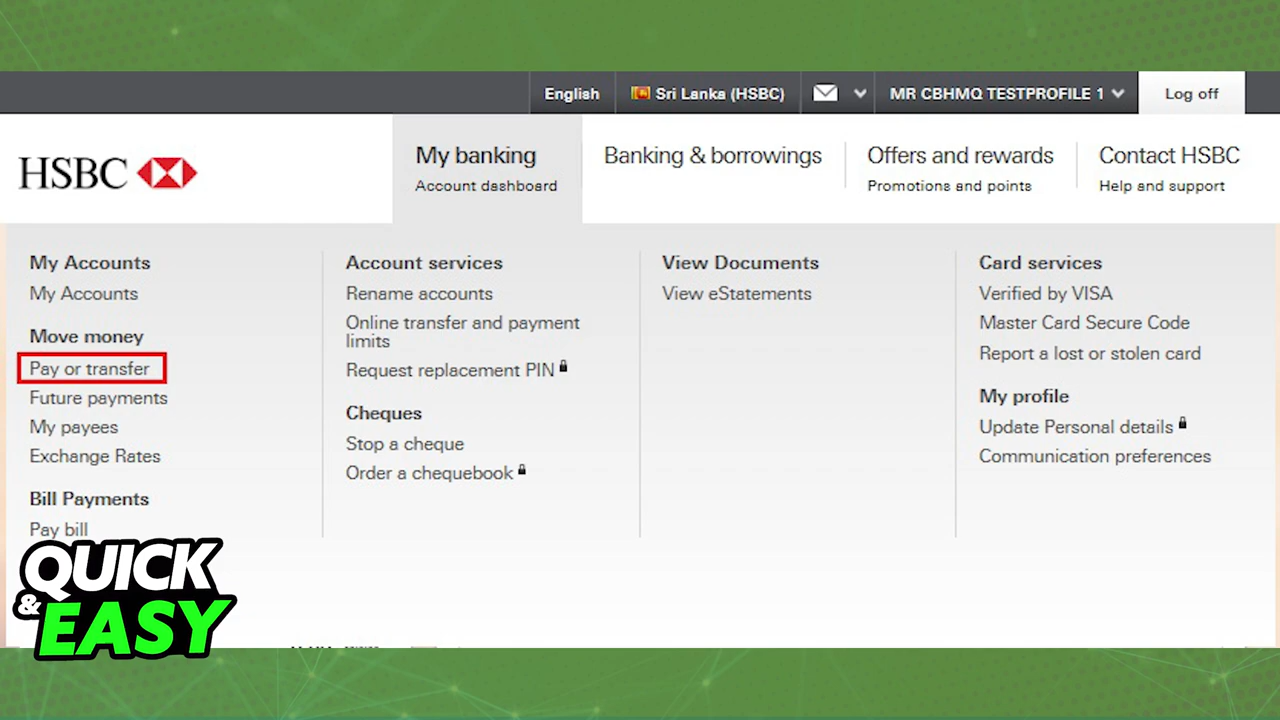 English
Sri Lanka (HSBC)
MR CBHMQ TESTPROFILE 1
Log off
HSBC
My banking
Account dashboard
Banking & borrowings
Offers and rewards
Promotions and points
Contact HSBC
Help and support
My Accounts
My Accounts
Move money
Pay or transfer
Future payments
My payees
Exchange Rates
Bill Payments
Pay bill
Account services
Rename accounts
Online transfer and payment
limits
Request replacement PIN
Cheques
Stop a cheque
Order a chequebook
View Documents
View eStatements
Card services
Verified by VISA
Master Card Secure Code
Report a lost or stolen card
My profile
Update Personal details
Communication preferences
QUICK
& EASY